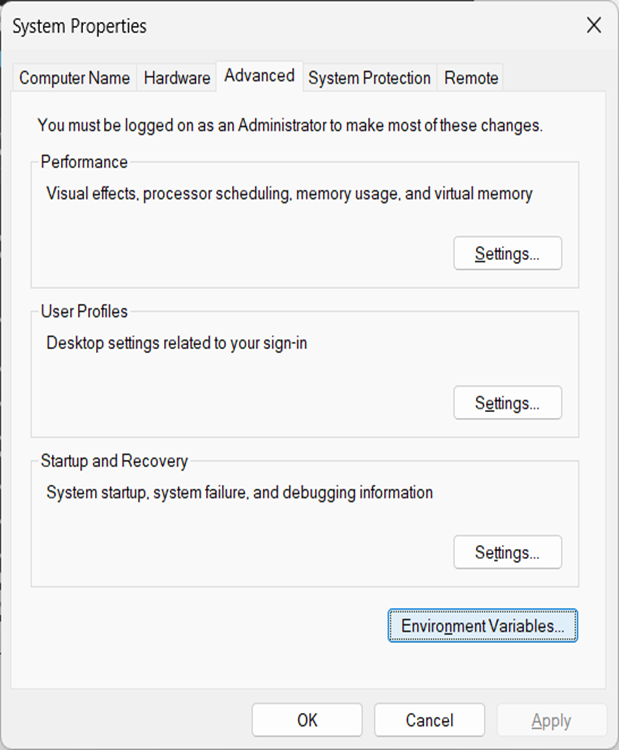 System Properties
Computer Name Hardware Advanced System Protection Remote
You must be logged on as an Administrator to make most of these changes.
Performance
Visual effects, processor scheduling, memory usage, and virtual memory
Settings...
User Profiles
Desktop settings related to your sign-in
Settings...
Startup and Recovery
System startup, system failure, and debugging information
Settings...
Environment Variables...
OK Cancel Apply